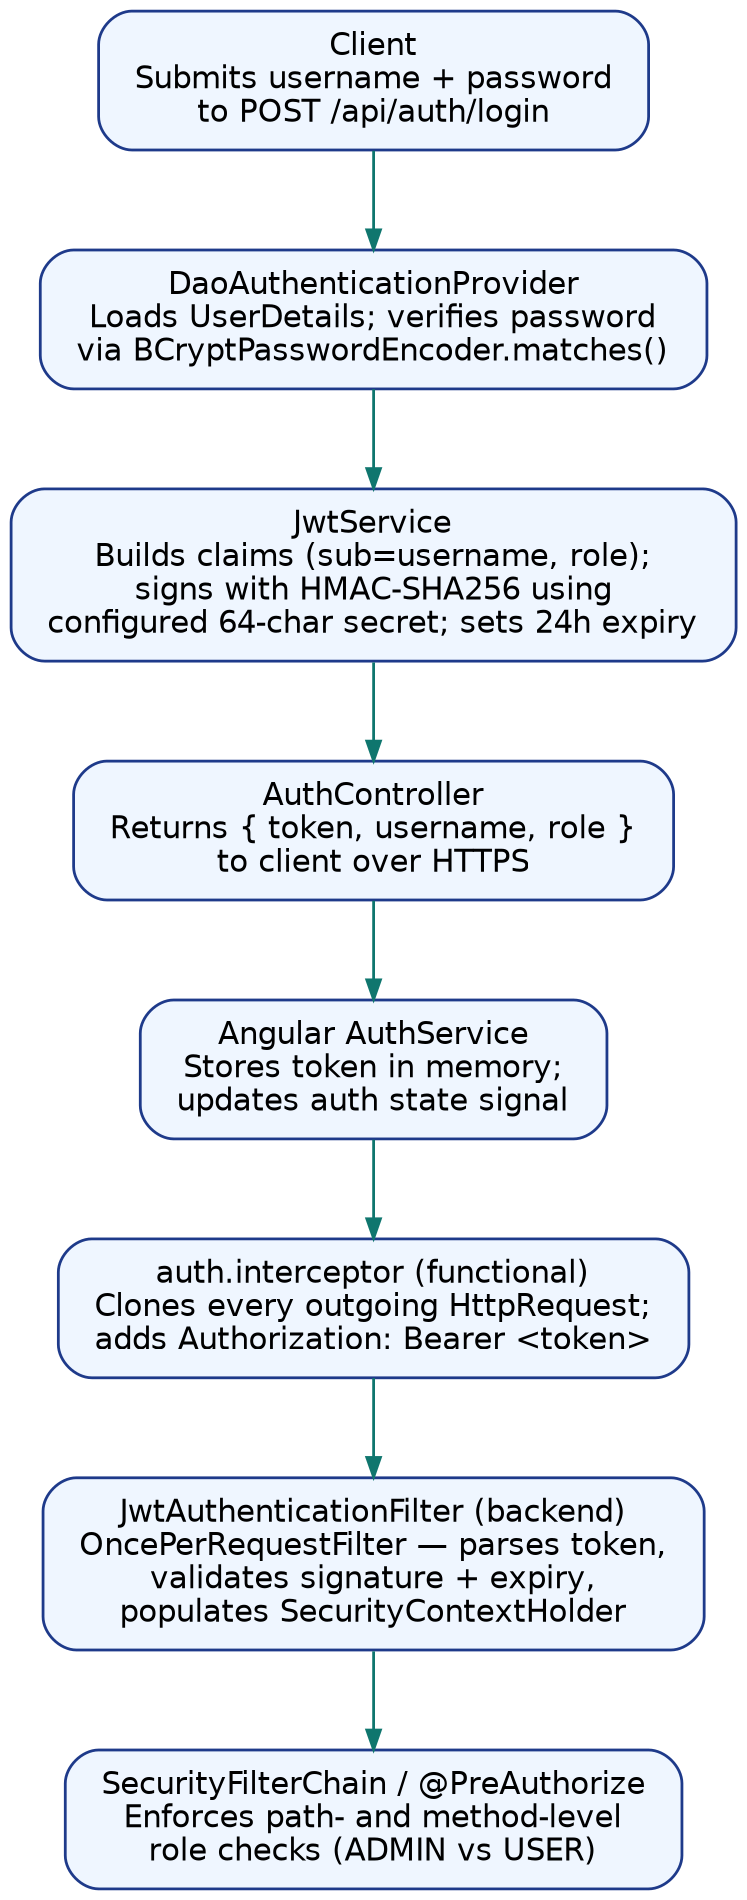 Client
Submits username + password
to POST /api/auth/login
DaoAuthenticationProvider
Loads UserDetails; verifies password
via BCryptPasswordEncoder.matches()
JwtService
Builds claims (sub=username, role);
signs with HMAC-SHA256 using
configured 64-char secret; sets 24h expiry
AuthController
Returns { token, username, role }
to client over HTTPS
Angular AuthService
Stores token in memory;
updates auth state signal
auth.interceptor (functional)
Clones every outgoing HttpRequest;
adds Authorization: Bearer <token>
JwtAuthenticationFilter (backend)
OncePerRequestFilter — parses token,
validates signature + expiry,
populates SecurityContextHolder
SecurityFilterChain / @PreAuthorize
Enforces path- and method-level
role checks (ADMIN vs USER)